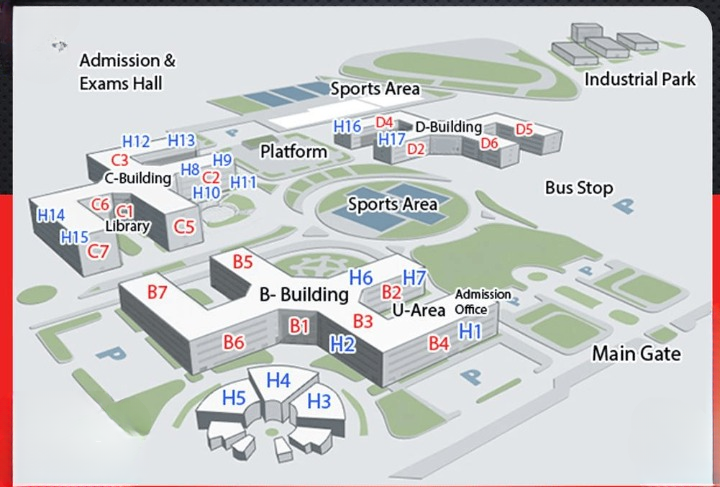 Admission &
Exams Hall
Industrial Park
Sports Area
H16
D4
D-Building
D5
H12
H13
H17
D2
D6
C3
Platform
H9
H8
C2
C-Building
H10
H11
Bus Stop
P
P
C6
C1
H14
Library
C5
H15
C7
Sports Area
B5
H6
H7
B7
B- Building
B2
Admission
Office
U-Area
P
P
B1
B3
H1
B6
H2
B4
P
P
Main Gate
H4
H5
H3